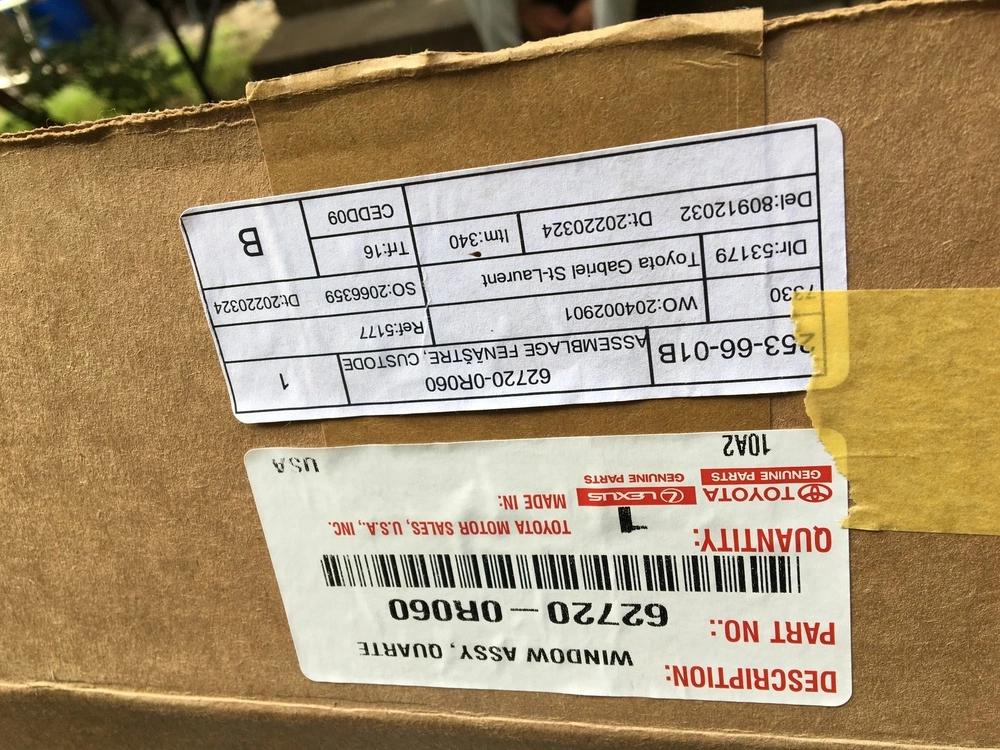 DESCRIPTION: WINDOW ASSY, QUARTE
PART NO.: 62720-0R060
QUANTITY: 1 TOYOTA MOTOR SALES, U.S.A., INC.
TOYOTA LEXUS MADE IN:
GENUINE PARTS GENUINE PARTS
10A2 USA
253-66-01B 62720-0R060 1
ASSEMBLAGE FENÄŠTRE, CUSTODE
7330 WO:204002901 Ref:5177
Dlr:53179 Toyota Gabriel St-Laurent SO:2066359 Dt:20220324
Del:80912032 Dt:20220324 Itm:340 Trf:16 B
CEDD09